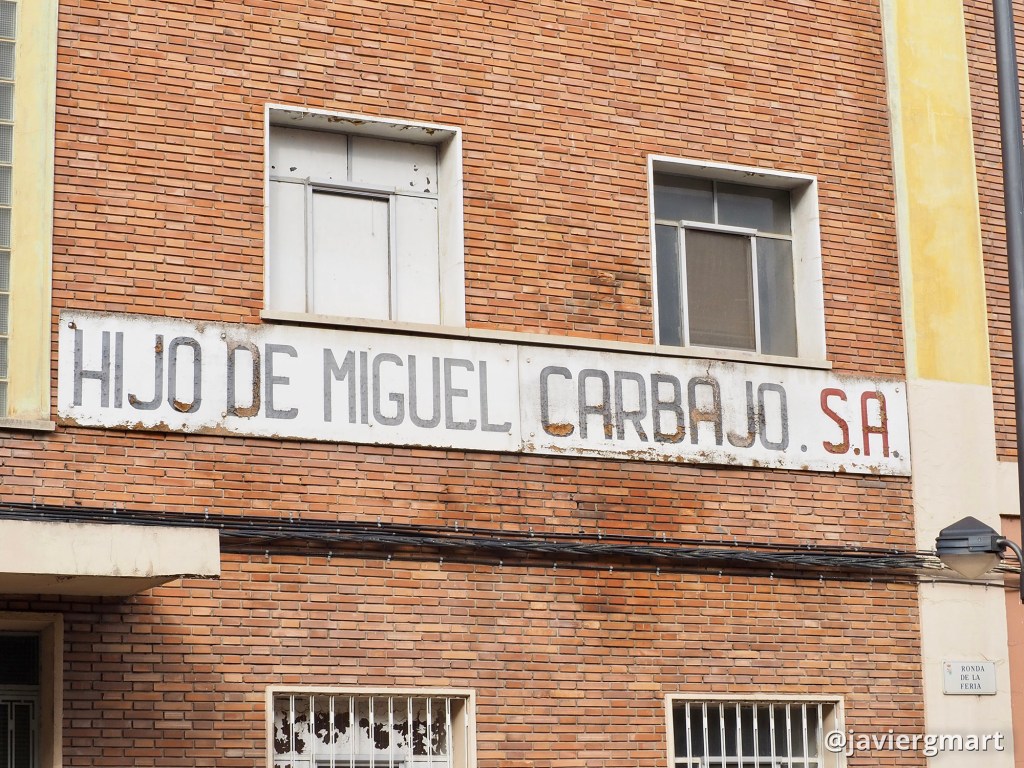 HIJO DE MIGUEL CARBAJO. S.A.
RONDA
DE LA
FERIA
@javiergmart